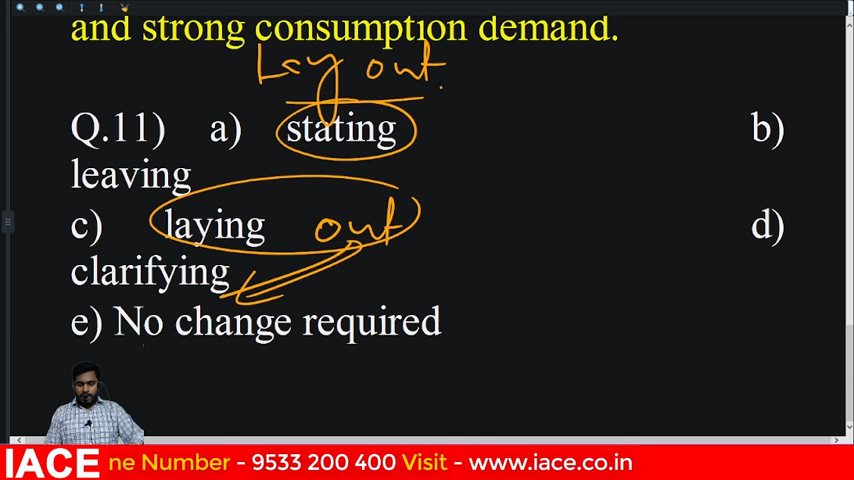 and strong consumption demand.
Lay out
Q.11) a) stating b)
leaving
c) laying out d)
clarifying
e) No change required
IACE ne Number - 9533 200 400 Visit - www.iace.co.in